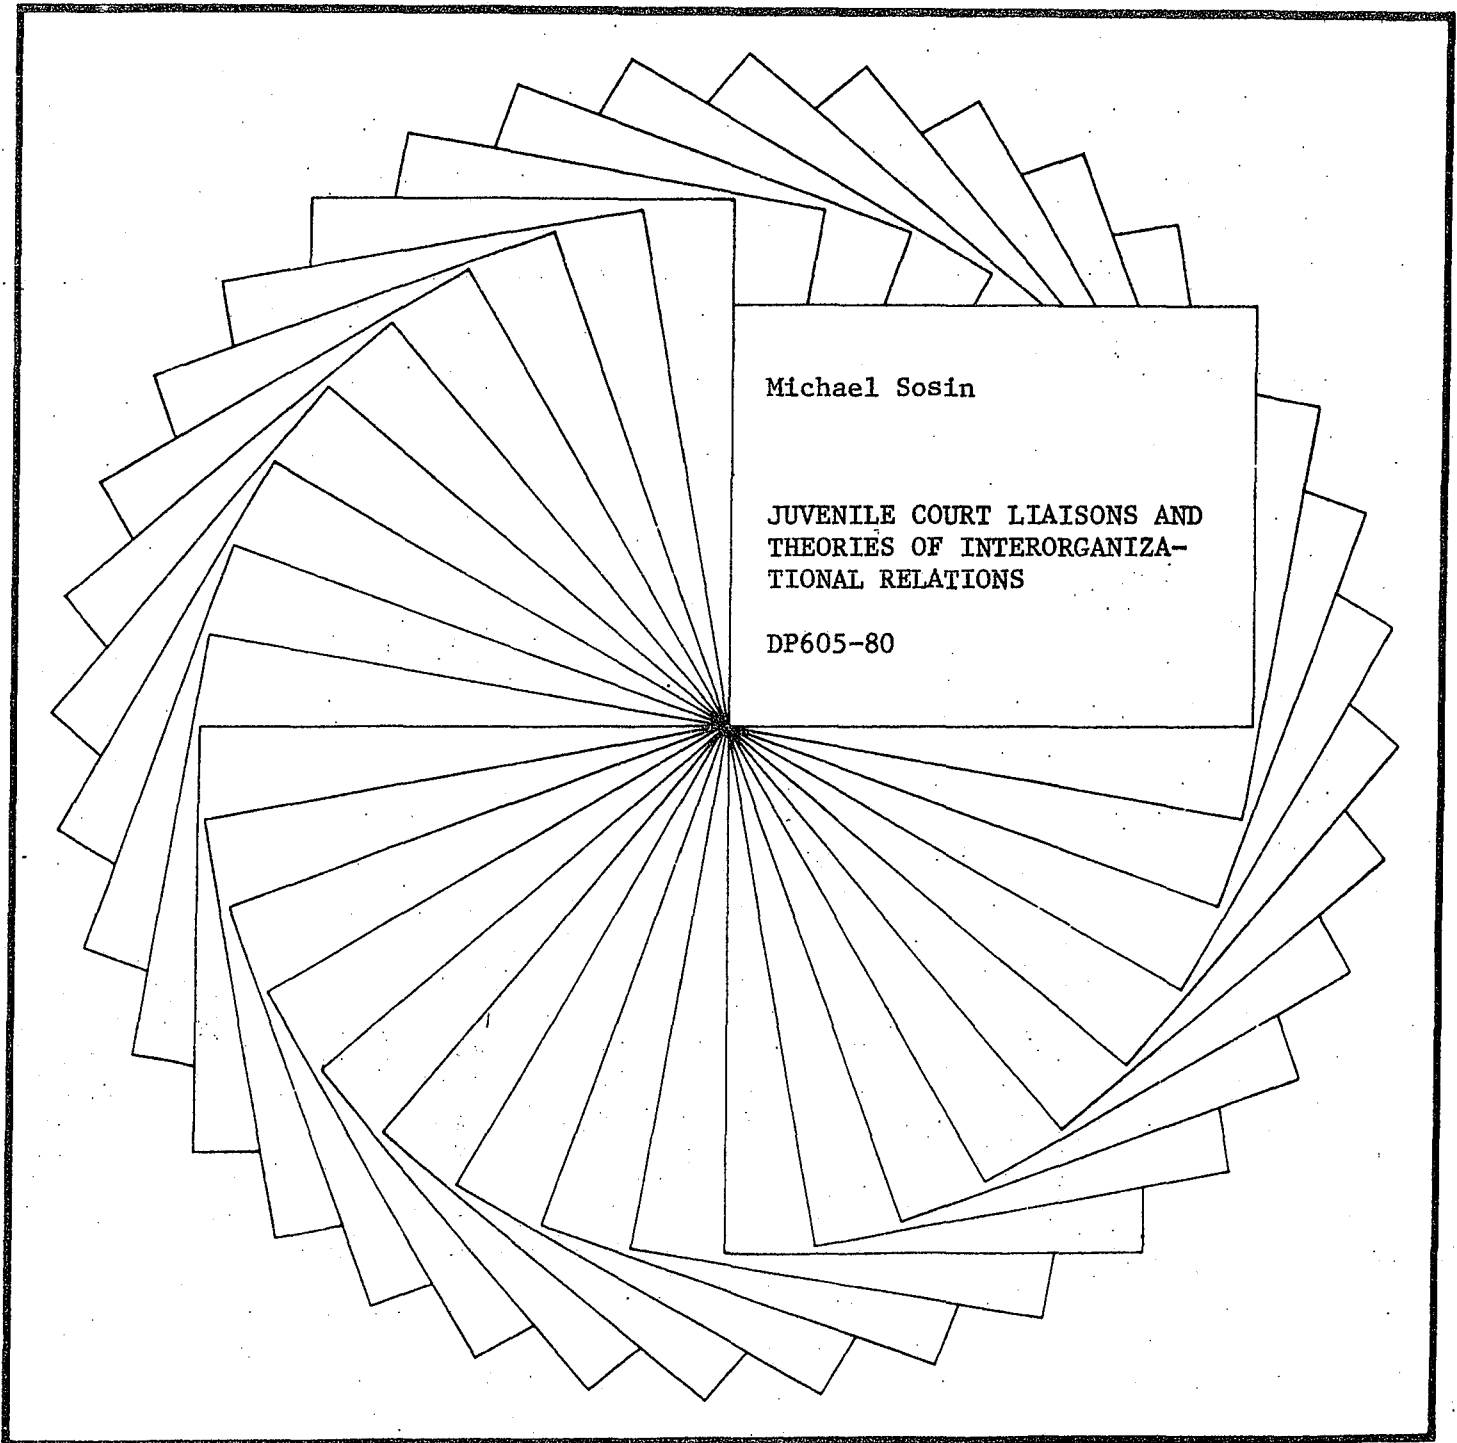 Michael Sosin
JUVENILE COURT LIAISONS AND
THEORIES OF INTERORGANIZA-
TIONAL RELATIONS
DP605-80